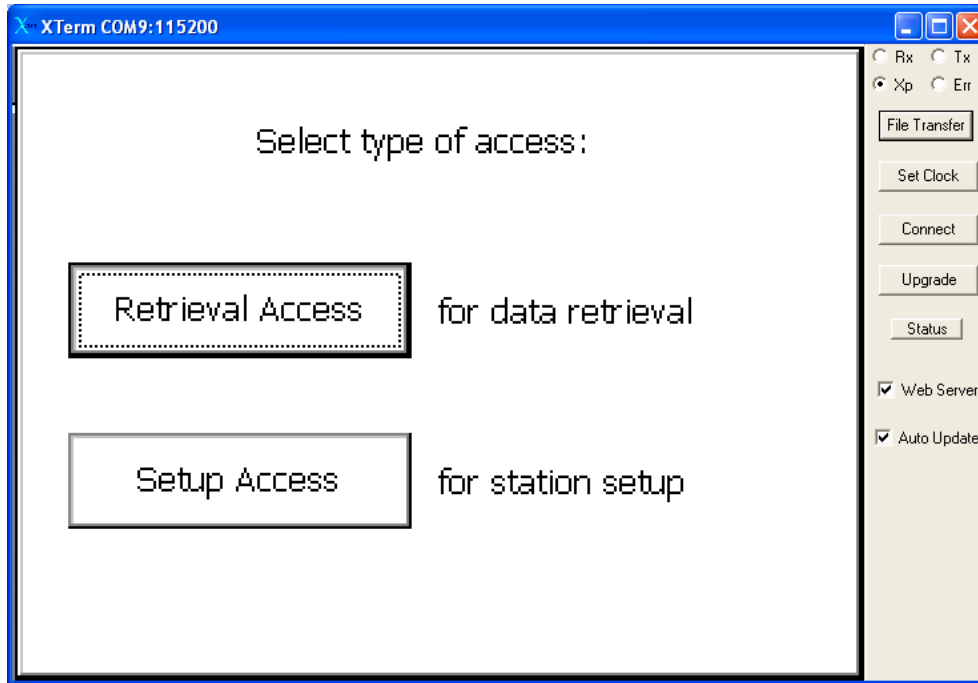 XTerm COM9:115200
Rx Tx
Xp Err
File Transfer
Set Clock
Connect
Upgrade
Status
Web Server
Auto Update
Select type of access:
Retrieval Access for data retrieval
Setup Access for station setup